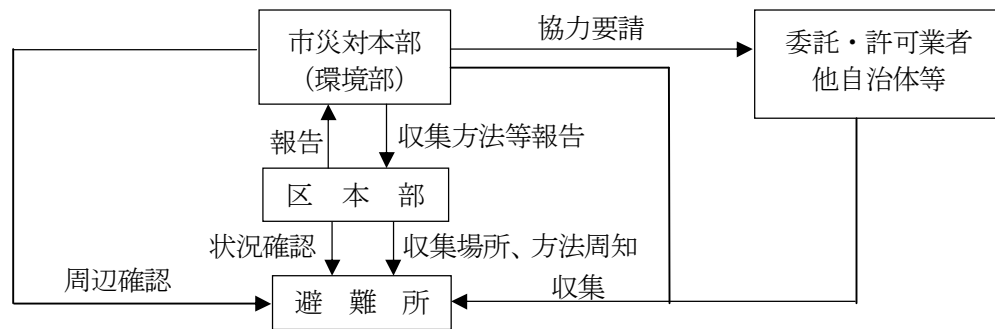 市災対本部
（環境部）
協力要請
委託・許可業者
他自治体等
報告
収集方法等報告
区　本　部
状況確認
収集場所、方法周知
周辺確認
避　難　所
収集